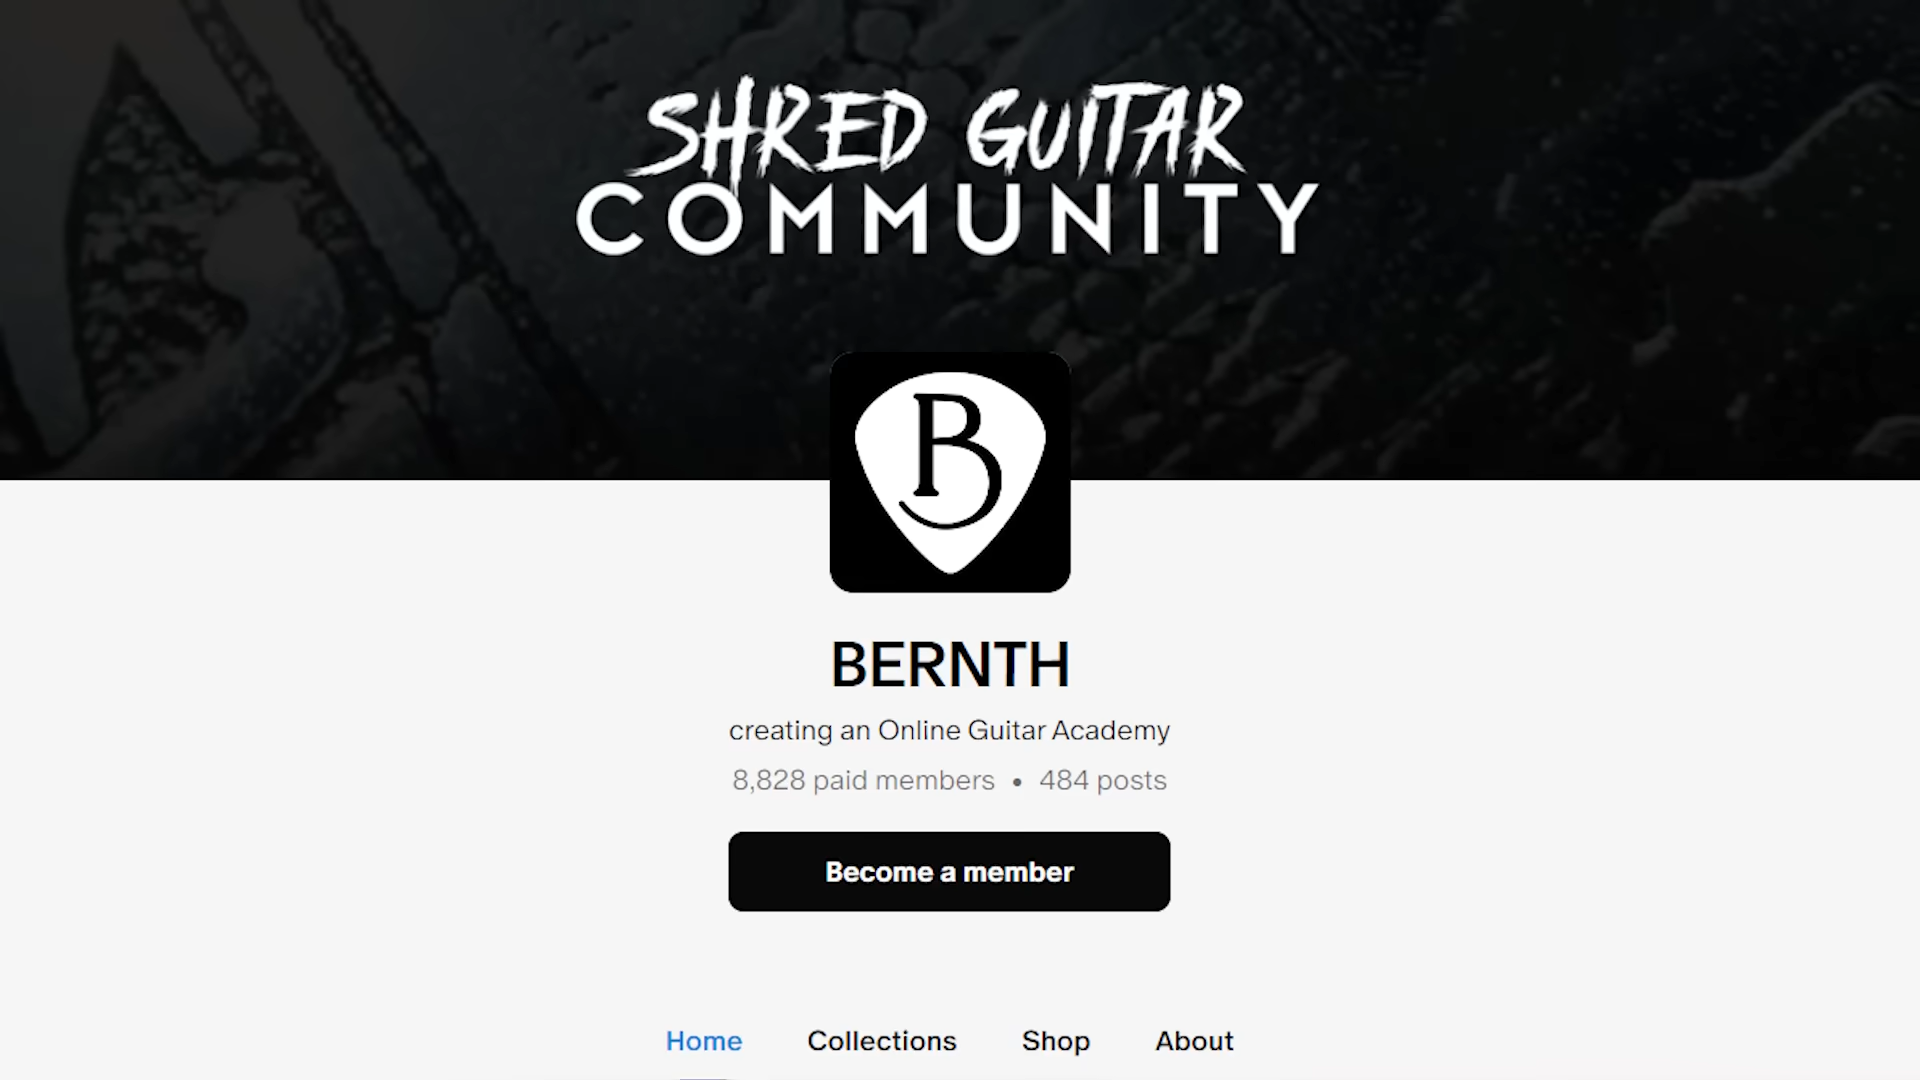 SHRED GUITAR
COMMUNITY
B
BERNTH
creating an Online Guitar Academy
8,828 paid members • 484 posts
Become a member
Home Collections Shop About